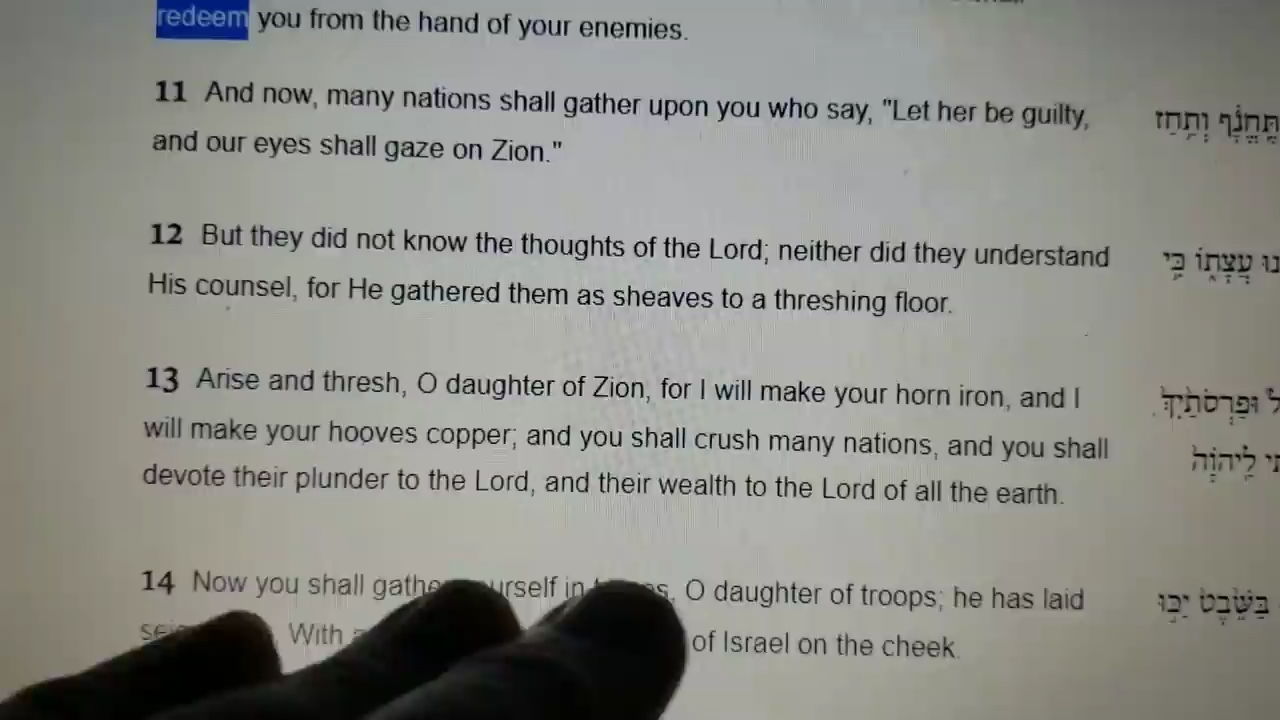 redeem you from the hand of your enemies.
11 And now, many nations shall gather upon you who say, "Let her be guilty,
תֶּחֱנָ֔ף וְתַ֥חַז
and our eyes shall gaze on Zion."
12 But they did not know the thoughts of the Lord; neither did they understand
עֲצָת֑וֹ כִּ֥י
His counsel, for He gathered them as sheaves to a threshing floor.
13 Arise and thresh, O daughter of Zion, for I will make your horn iron, and I
וּפַרְסֹתַ֙יִךְ֙
will make your hooves copper; and you shall crush many nations, and you shall
לַֽיהוָה֙
devote their plunder to the Lord, and their wealth to the Lord of all the earth.
14 Now you shall in O daughter of troops; he has laid
בַּשֵּׁ֙בֶט֙ יַכּ֣וּ
With of Israel on the cheek.